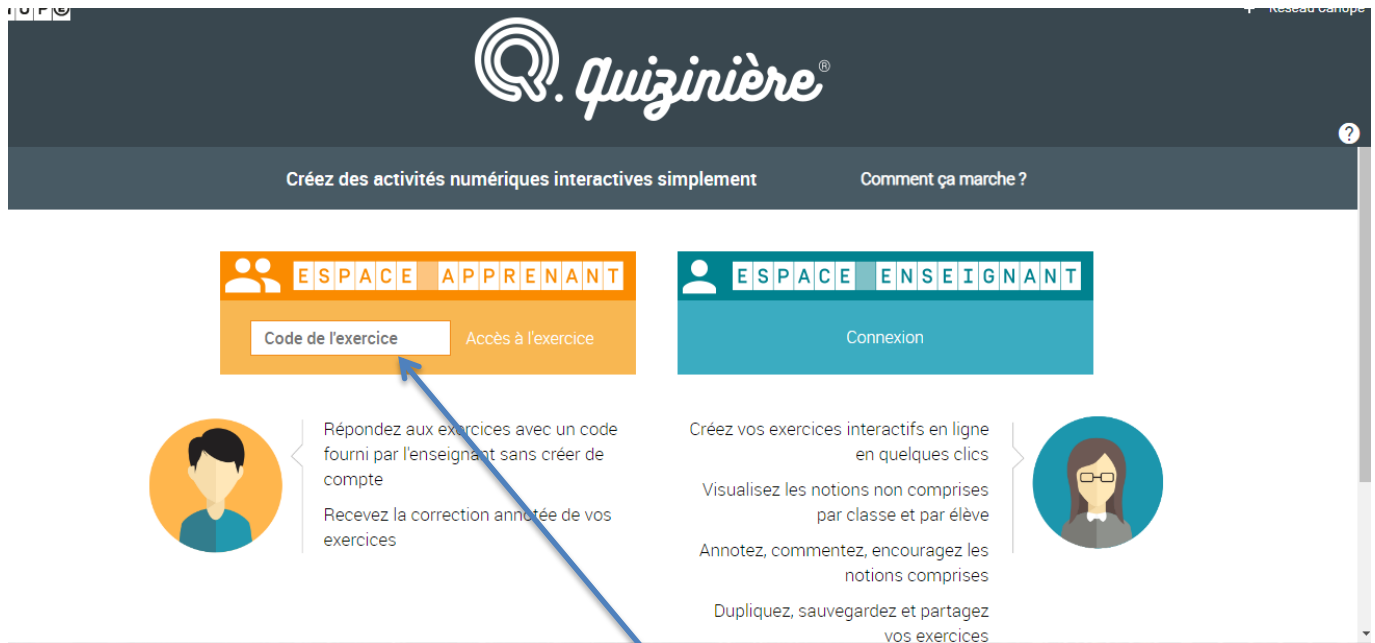 Réseau Canopé
Q. quizinière®
?
Créez des activités numériques interactives simplement
Comment ça marche ?
ESPACE APPRENANT
Code de l'exercice
Accès à l'exercice
Répondez aux exercices avec un code
fourni par l'enseignant sans créer de
compte
Recevez la correction annotée de vos
exercices
ESPACE ENSEIGNANT
Connexion
Créez vos exercices interactifs en ligne
en quelques clics
Visualisez les notions non comprises
par classe et par élève
Annotez, commentez, encouragez les
notions comprises
Dupliquez, sauvegardez et partagez
vos exercices